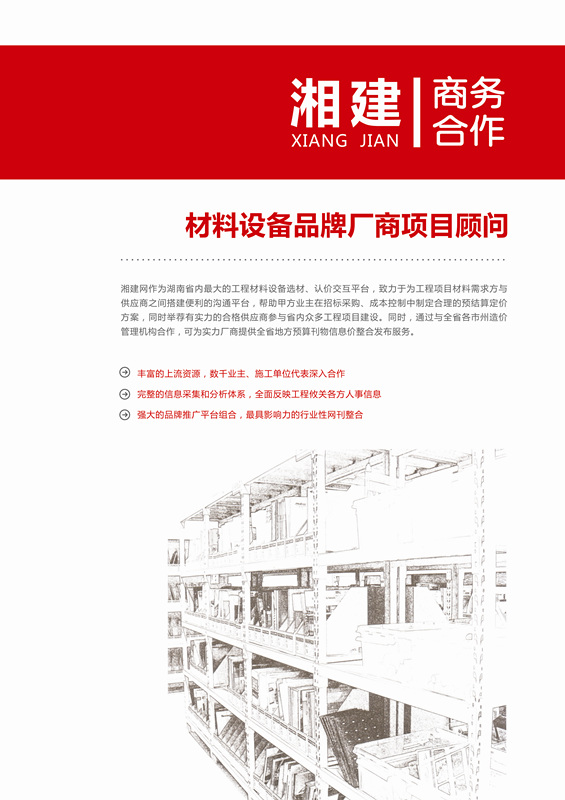 湘建
XIANG JIAN
商务
合作
材料设备品牌厂商项目顾问
湘建网作为湖南省内最大的工程材料设备选材、认价交互平台，致力于为工程项目材料需求方与
供应商之间搭建便利的沟通平台，帮助甲方业主在招标采购、成本控制中制定合理的预结算定价
方案，同时举荐有实力的合格供应商参与省内众多工程项目建设。同时，通过与全省各市州造价
管理机构合作，可为实力厂商提供全省地方预算刊物信息价整合发布服务。
丰富的上流资源，数千业主、施工单位代表深入合作
完整的信息采集和分析体系，全面反映工程攸关各方人事信息
强大的品牌推广平台组合，最具影响力的行业性网刊整合